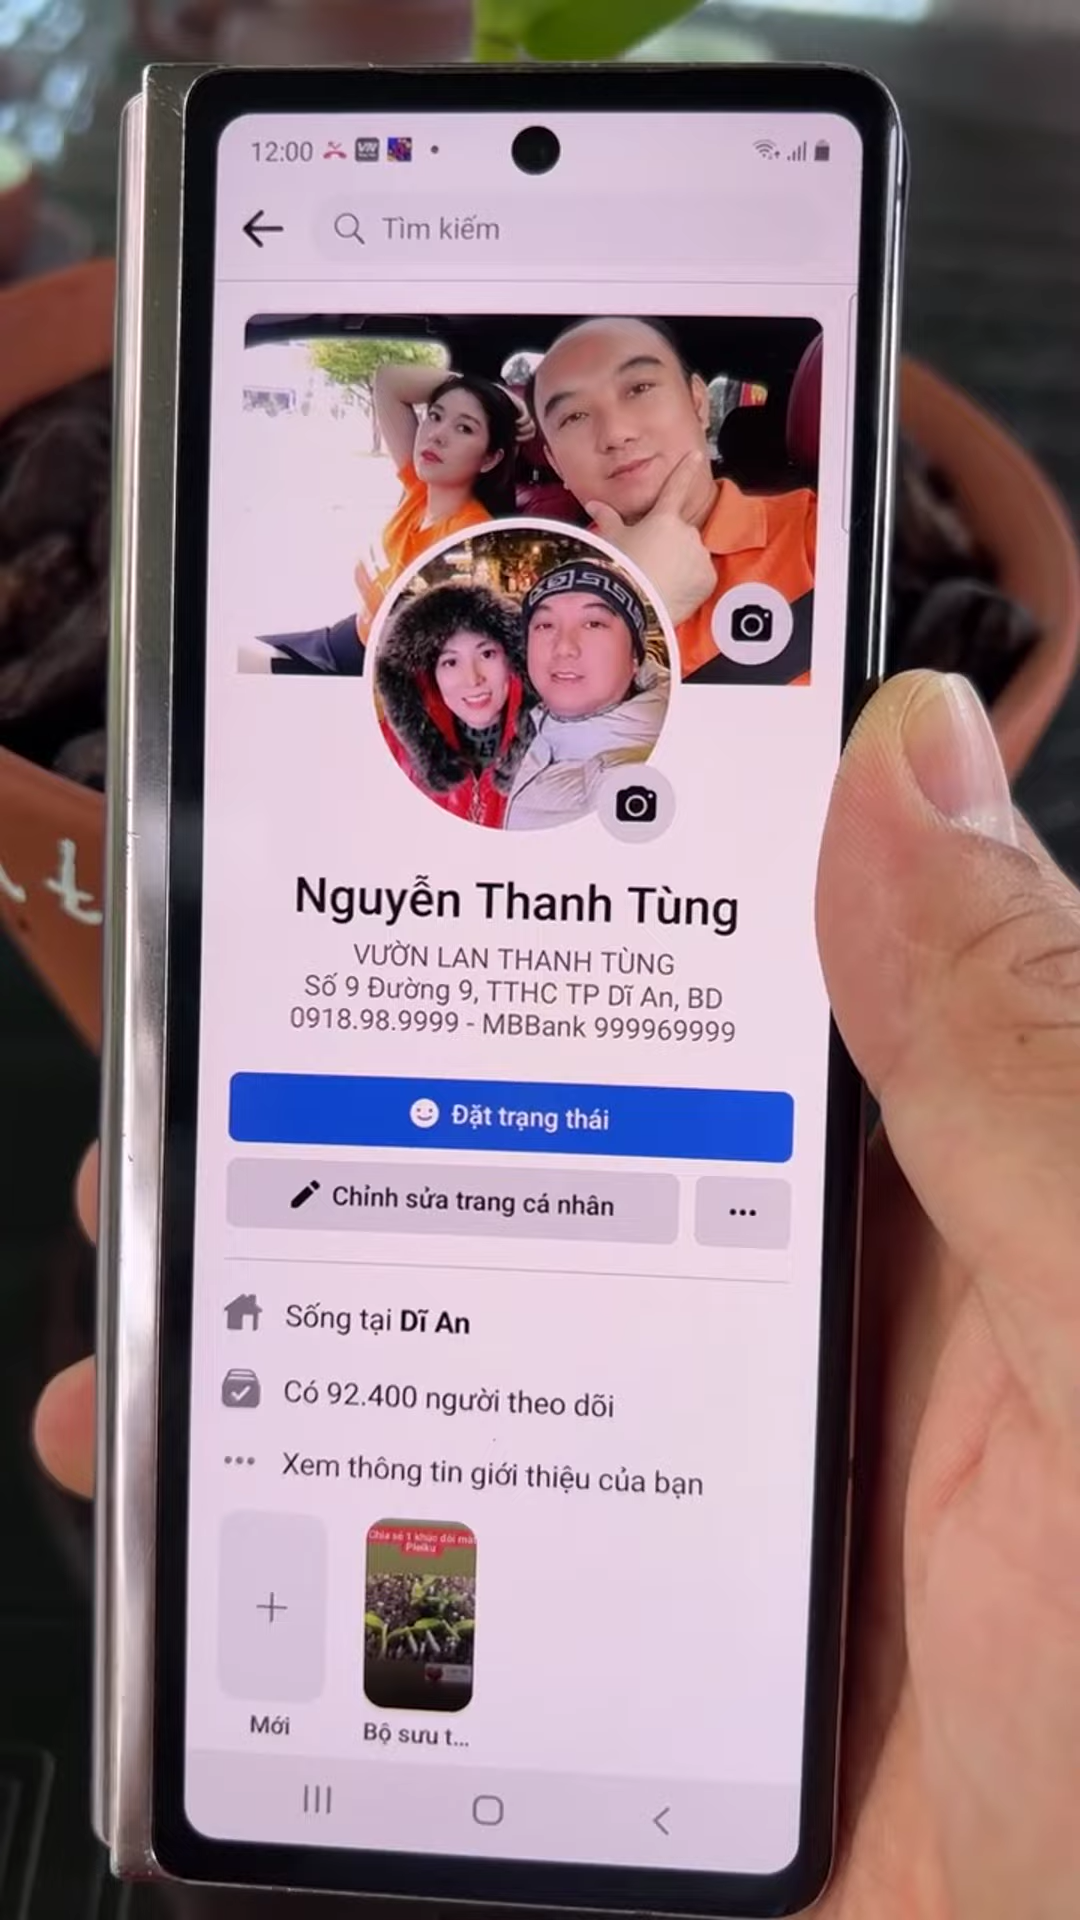 12:00
Tìm kiếm
Nguyễn Thanh Tùng
VƯỜN LAN THANH TÙNG
Số 9 Đường 9, TTHC TP Dĩ An, BD
0918.98.9999 - MBBank 999969999
Đặt trạng thái
Chỉnh sửa trang cá nhân
Sống tại Dĩ An
Có 92.400 người theo dõi
Xem thông tin giới thiệu của bạn
Chia sẻ 1 khúc đôi mắt
Pleiku
Mới
Bộ sưu t...